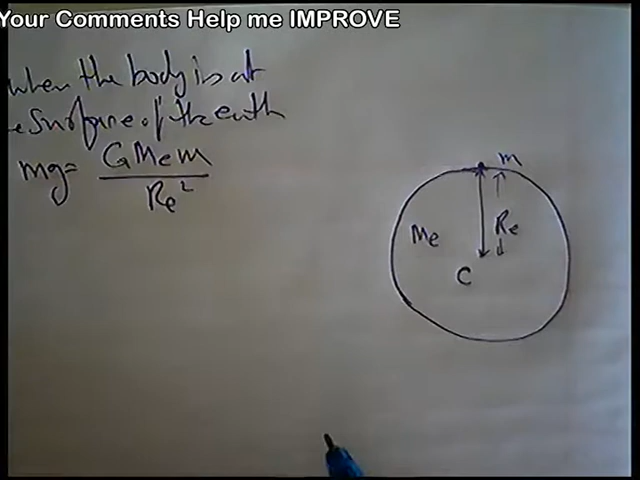 Your Comments Help me IMPROVE
when the body is at
e surface of the earth
mg = GMem
Re²
m
Me
Re
C